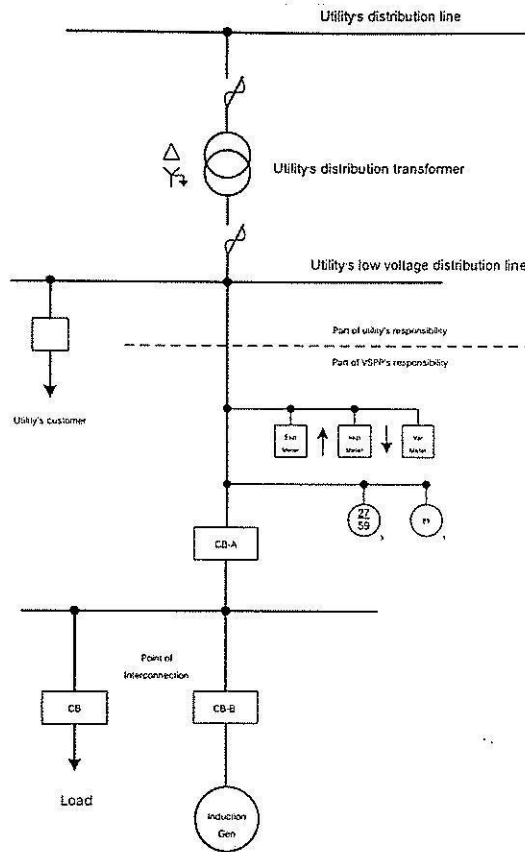 Utility's distribution line
Utility's distribution transformer
Utility's low voltage distribution line
Part of utility's responsibility
Part of VSPP's responsibility
Utility's customer
Meter
Meter
Var
Meter
27
59
CB-A
Point of
Interconnection
CB
CB-B
Load
Induction
Gen